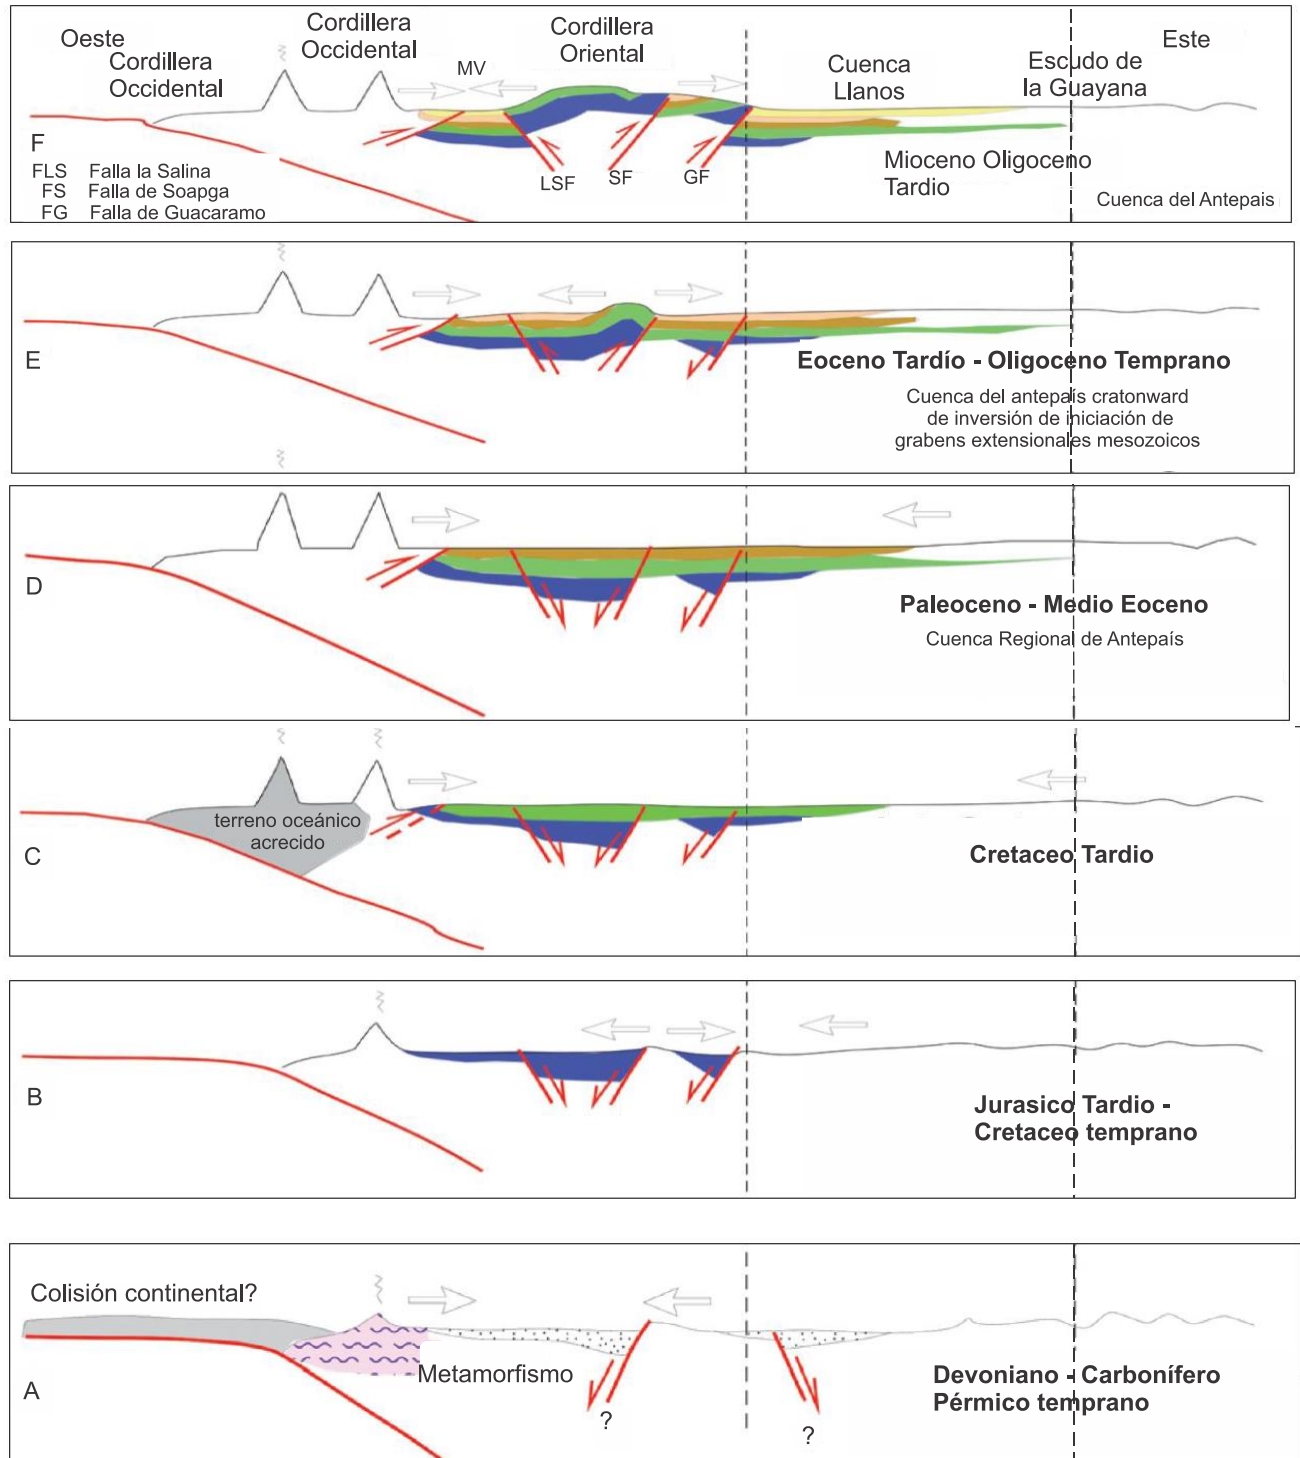 Oeste
Cordillera
Occidental
Cordillera
Occidental
MV
Cordillera
Oriental
Cuenca
Llanos
Escudo de
la Guayana
Este
F
FLS Falla la Salina
FS Falla de Soapga
FG Falla de Guacaramo
LSF
SF
GF
Mioceno Oligoceno
Tardio
Cuenca del Antepais
E
Eoceno Tardío - Oligoceno Temprano
Cuenca del antepaís cratonward
de inversión de iniciación de
grabens extensionales mesozoicos
D
Paleoceno - Medio Eoceno
Cuenca Regional de Antepaís
terreno oceánico
acrecido
C
Cretaceo Tardio
B
Jurasico Tardio -
Cretaceo temprano
Colisión continental?
Metamorfismo
A
?
?
Devoniano - Carbonífero
Pérmico temprano